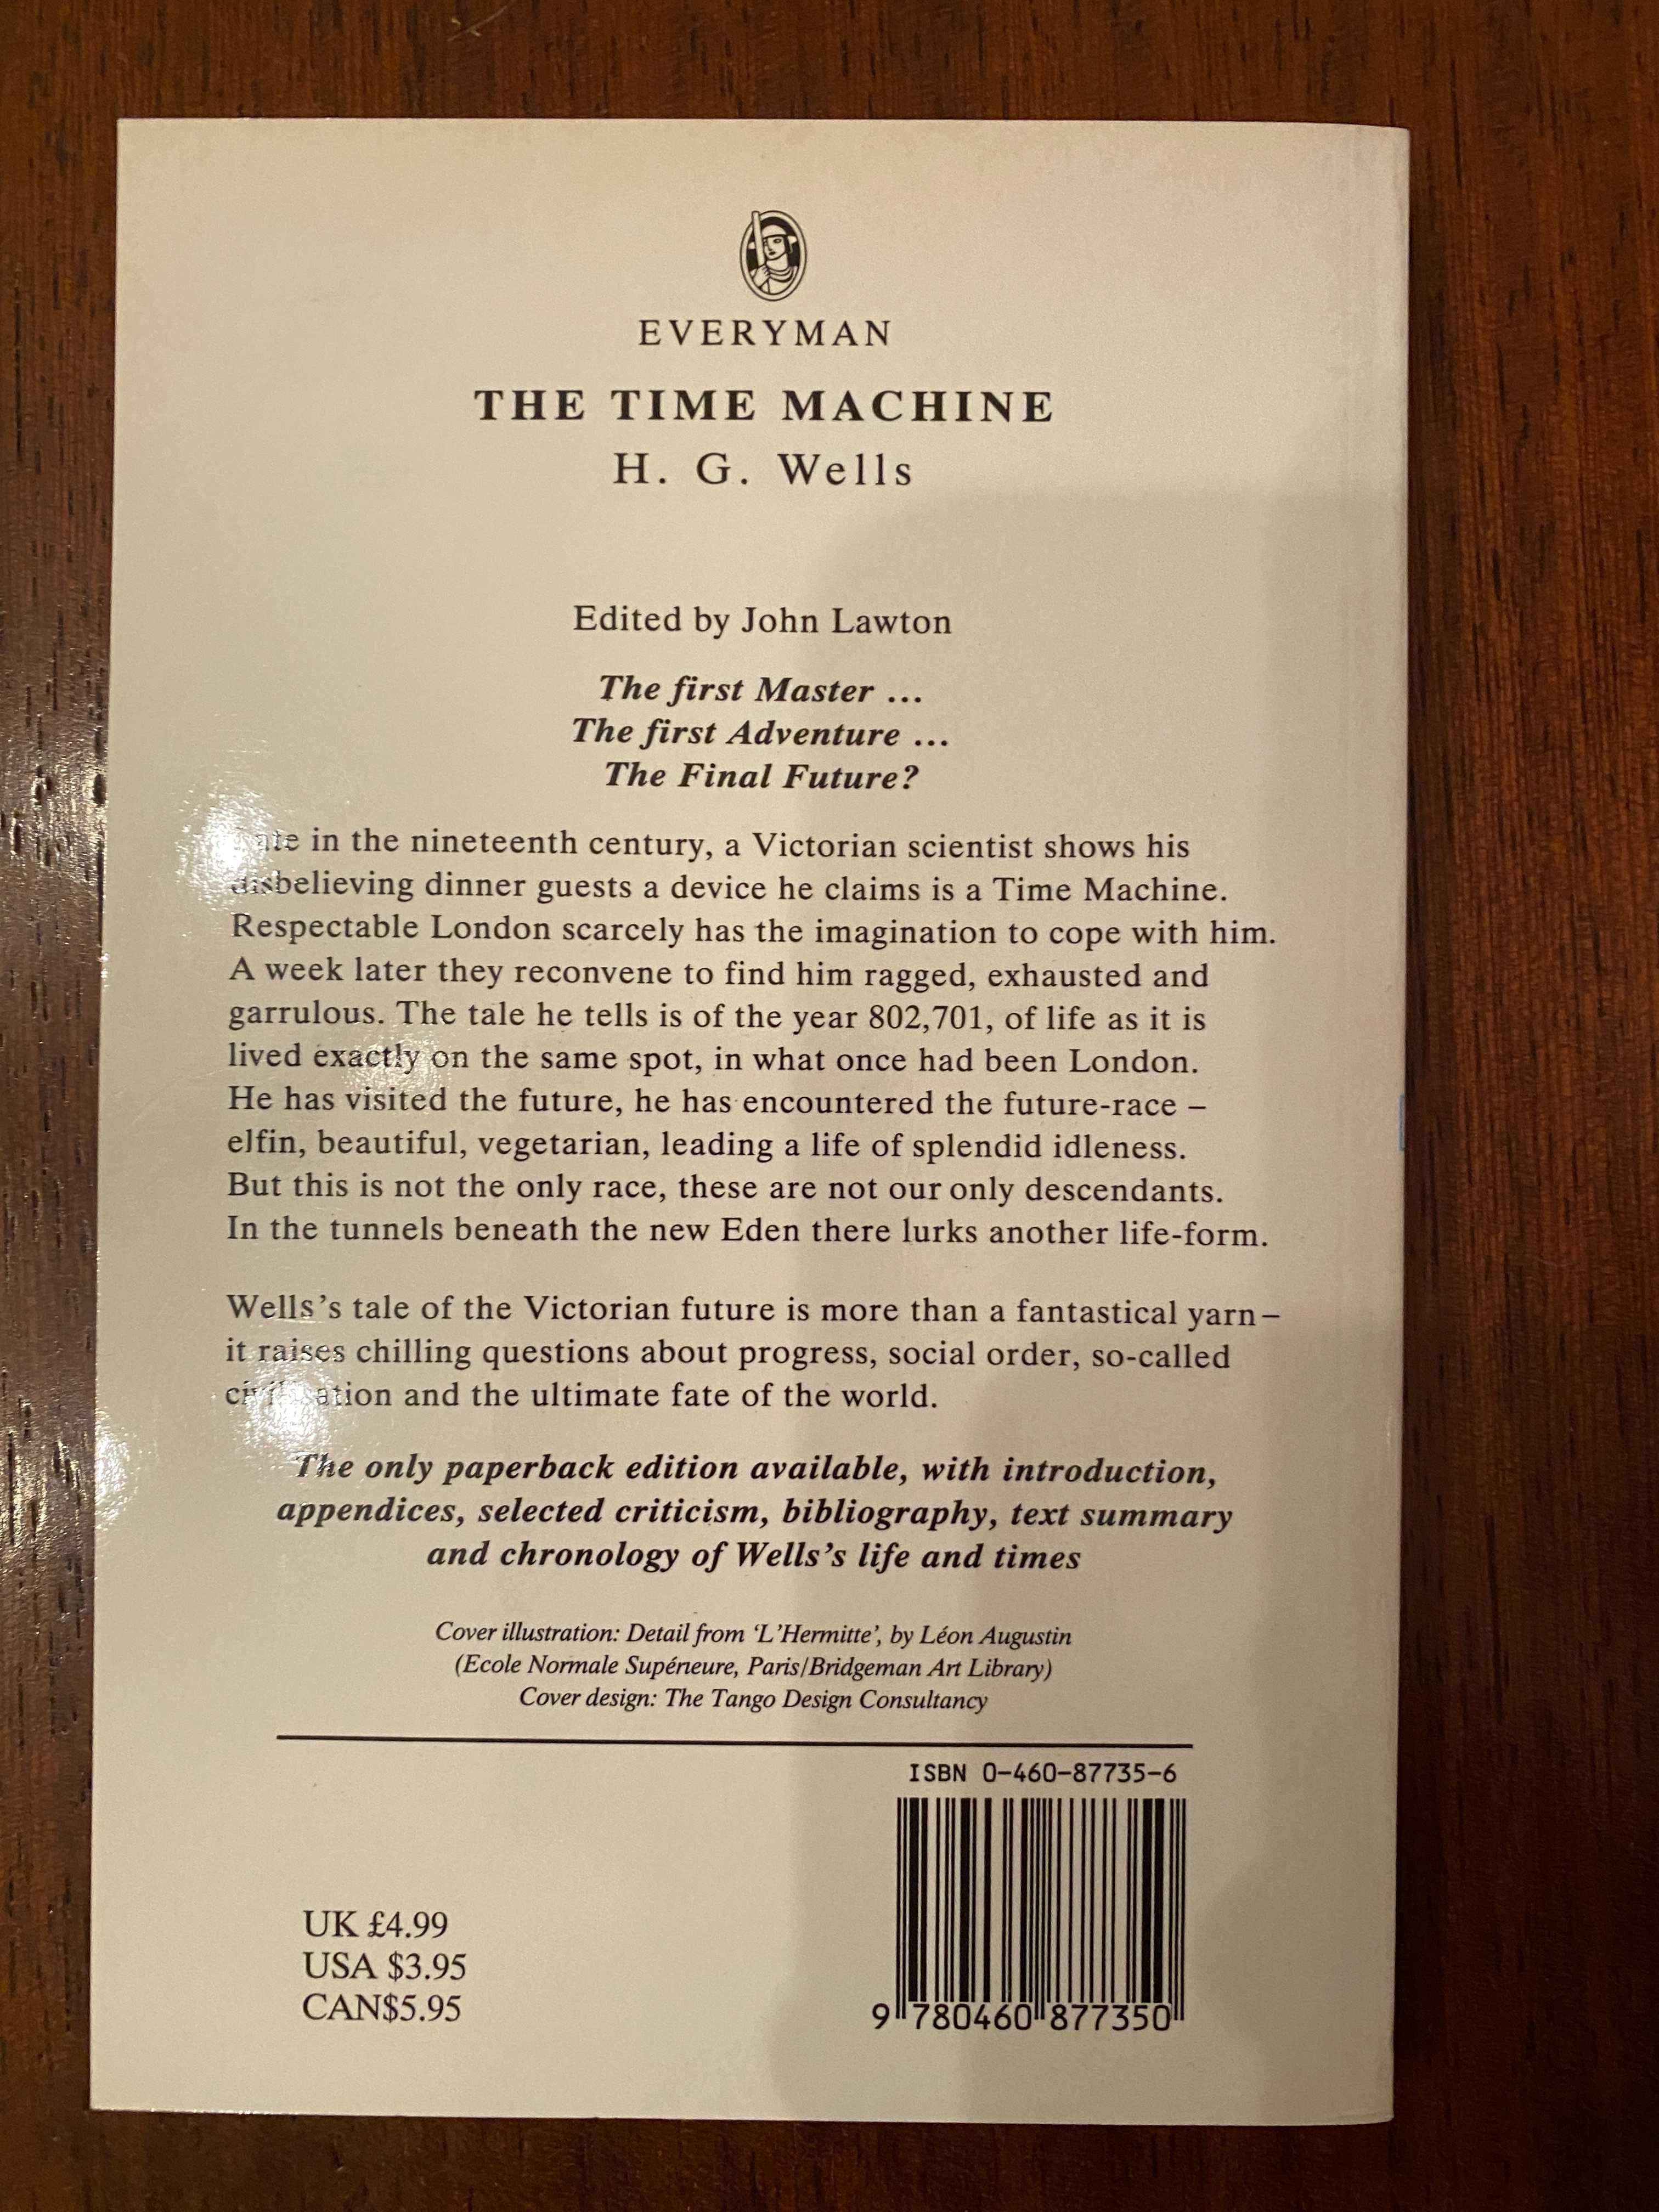 EVERYMAN
THE TIME MACHINE
H. G. Wells
Edited by John Lawton
The first Master ...
The first Adventure ...
The Final Future?
in the nineteenth century, a Victorian scientist shows his
disbelieving dinner guests a device he claims is a Time Machine.
Respectable London scarcely has the imagination to cope with him.
A week later they reconvene to find him ragged, exhausted and
garrulous. The tale he tells is of the year 802,701, of life as it is
lived exactly on the same spot, in what once had been London.
He has visited the future, he has encountered the future-race –
elfin, beautiful, vegetarian, leading a life of splendid idleness.
But this is not the only race, these are not our only descendants.
In the tunnels beneath the new Eden there lurks another life-form.
Wells's tale of the Victorian future is more than a fantastical yarn –
it raises chilling questions about progress, social order, so-called
civilisation and the ultimate fate of the world.
The only paperback edition available, with introduction,
appendices, selected criticism, bibliography, text summary
and chronology of Wells's life and times
Cover illustration: Detail from 'L'Hermitte', by Léon Augustin
(Ecole Normale Supérieure, Paris/Bridgeman Art Library)
Cover design: The Tango Design Consultancy
ISBN 0-460-87735-6
UK £4.99
USA $3.95
CAN$5.95
9 780460 877350